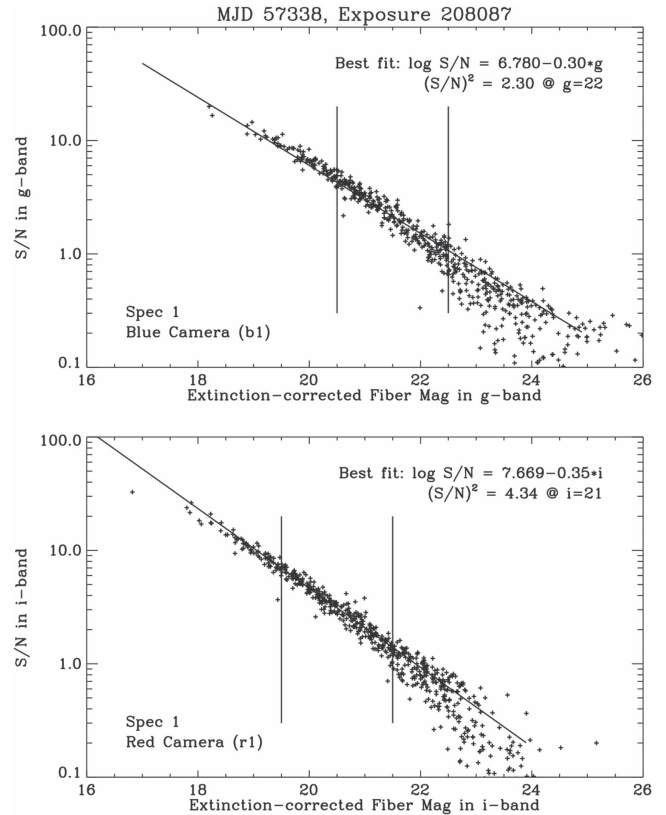 MJD 57338, Exposure 208087
100.0
Best fit: log S/N = 6.780-0.30*g
(S/N)² = 2.30 @ g=22
10.0
S/N in g-band
1.0
Spec 1
Blue Camera (b1)
0.1
16 18 20 22 24 26
Extinction-corrected Fiber Mag in g-band
100.0
Best fit: log S/N = 7.669-0.35*i
(S/N)² = 4.34 @ i=21
10.0
S/N in i-band
1.0
Spec 1
Red Camera (r1)
0.1
16 18 20 22 24 26
Extinction-corrected Fiber Mag in i-band